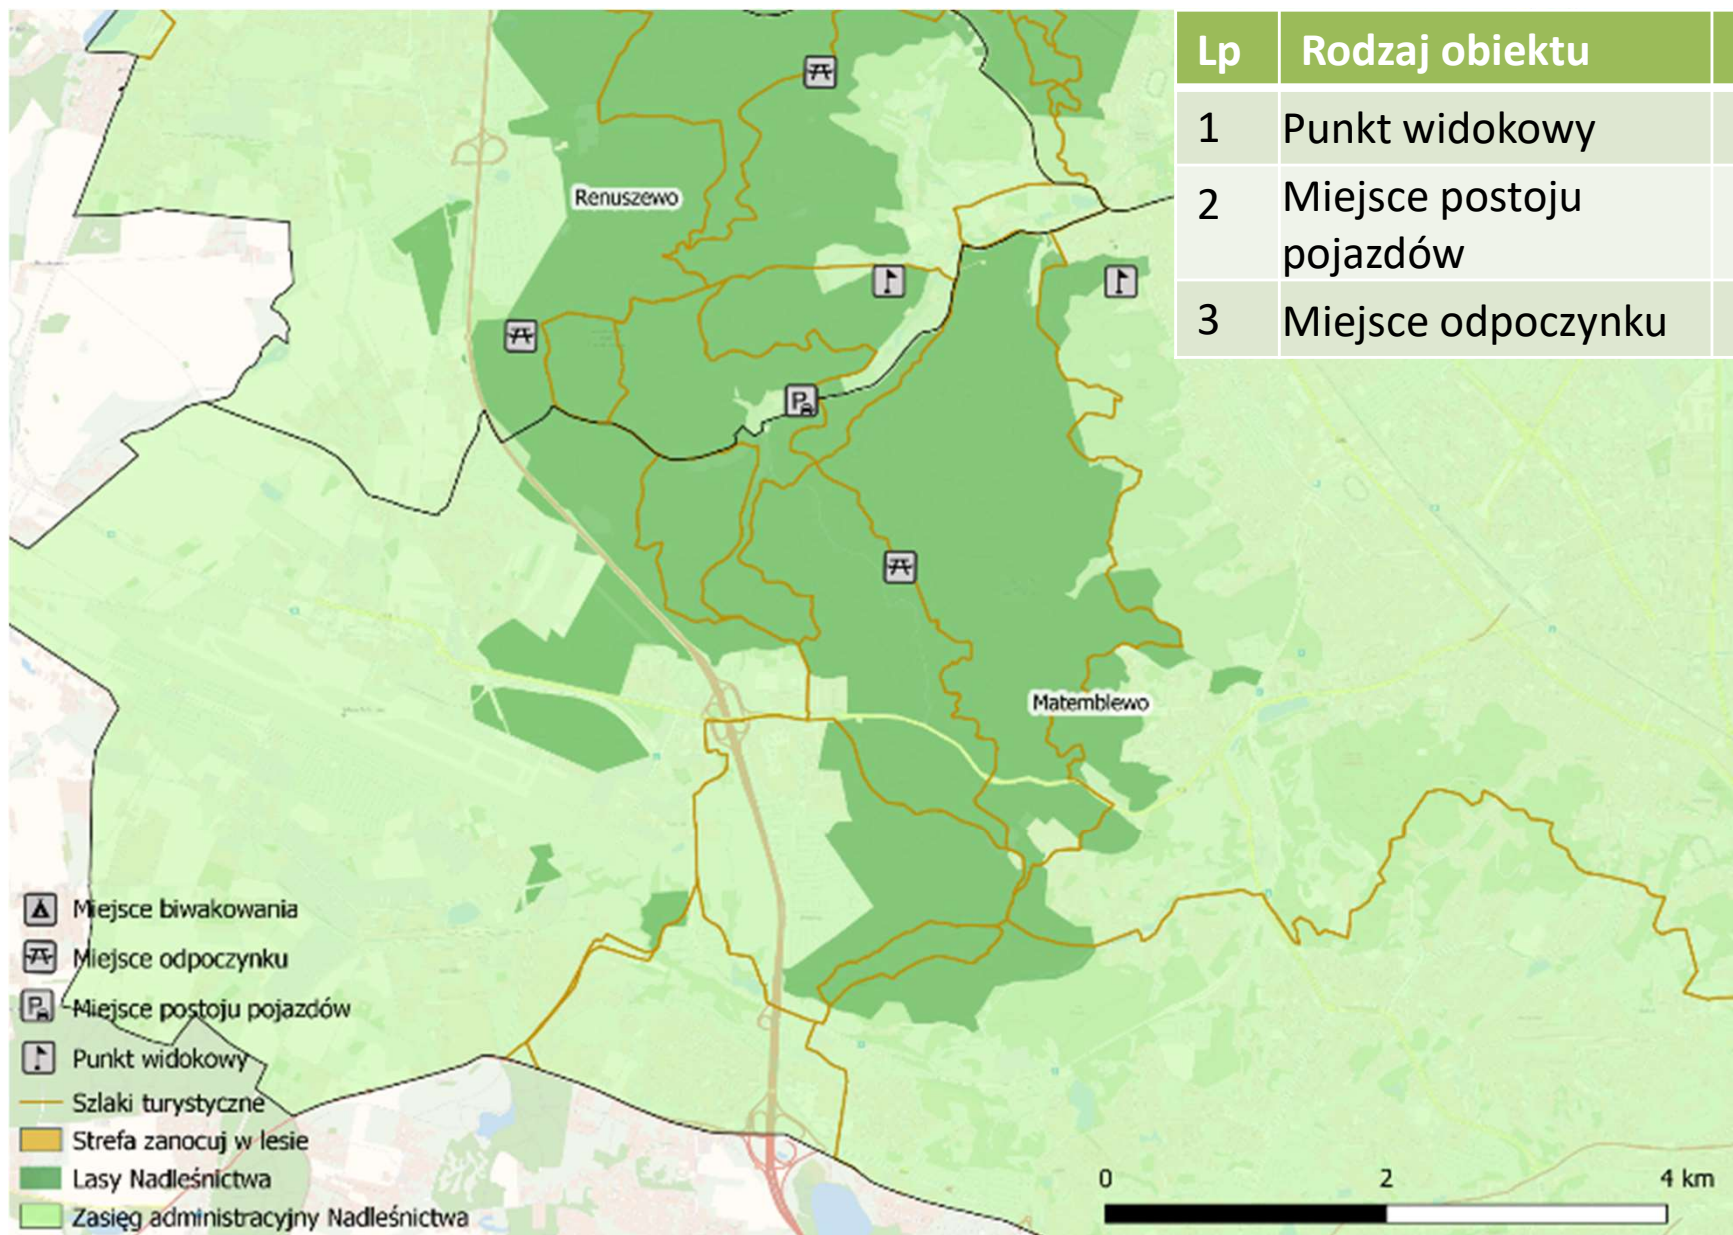 Lp Rodzaj obiektu
1 Punkt widokowy
2 Miejsce postoju
pojazdów
3 Miejsce odpoczynku
Renuszewo
Matemblewo
Miejsce biwakowania
Miejsce odpoczynku
Miejsce postoju pojazdów
Punkt widokowy
Szlaki turystyczne
Strefa zanocuj w lesie
Lasy Nadleśnictwa
Zasięg administracyjny Nadleśnictwa
0 2 4 km